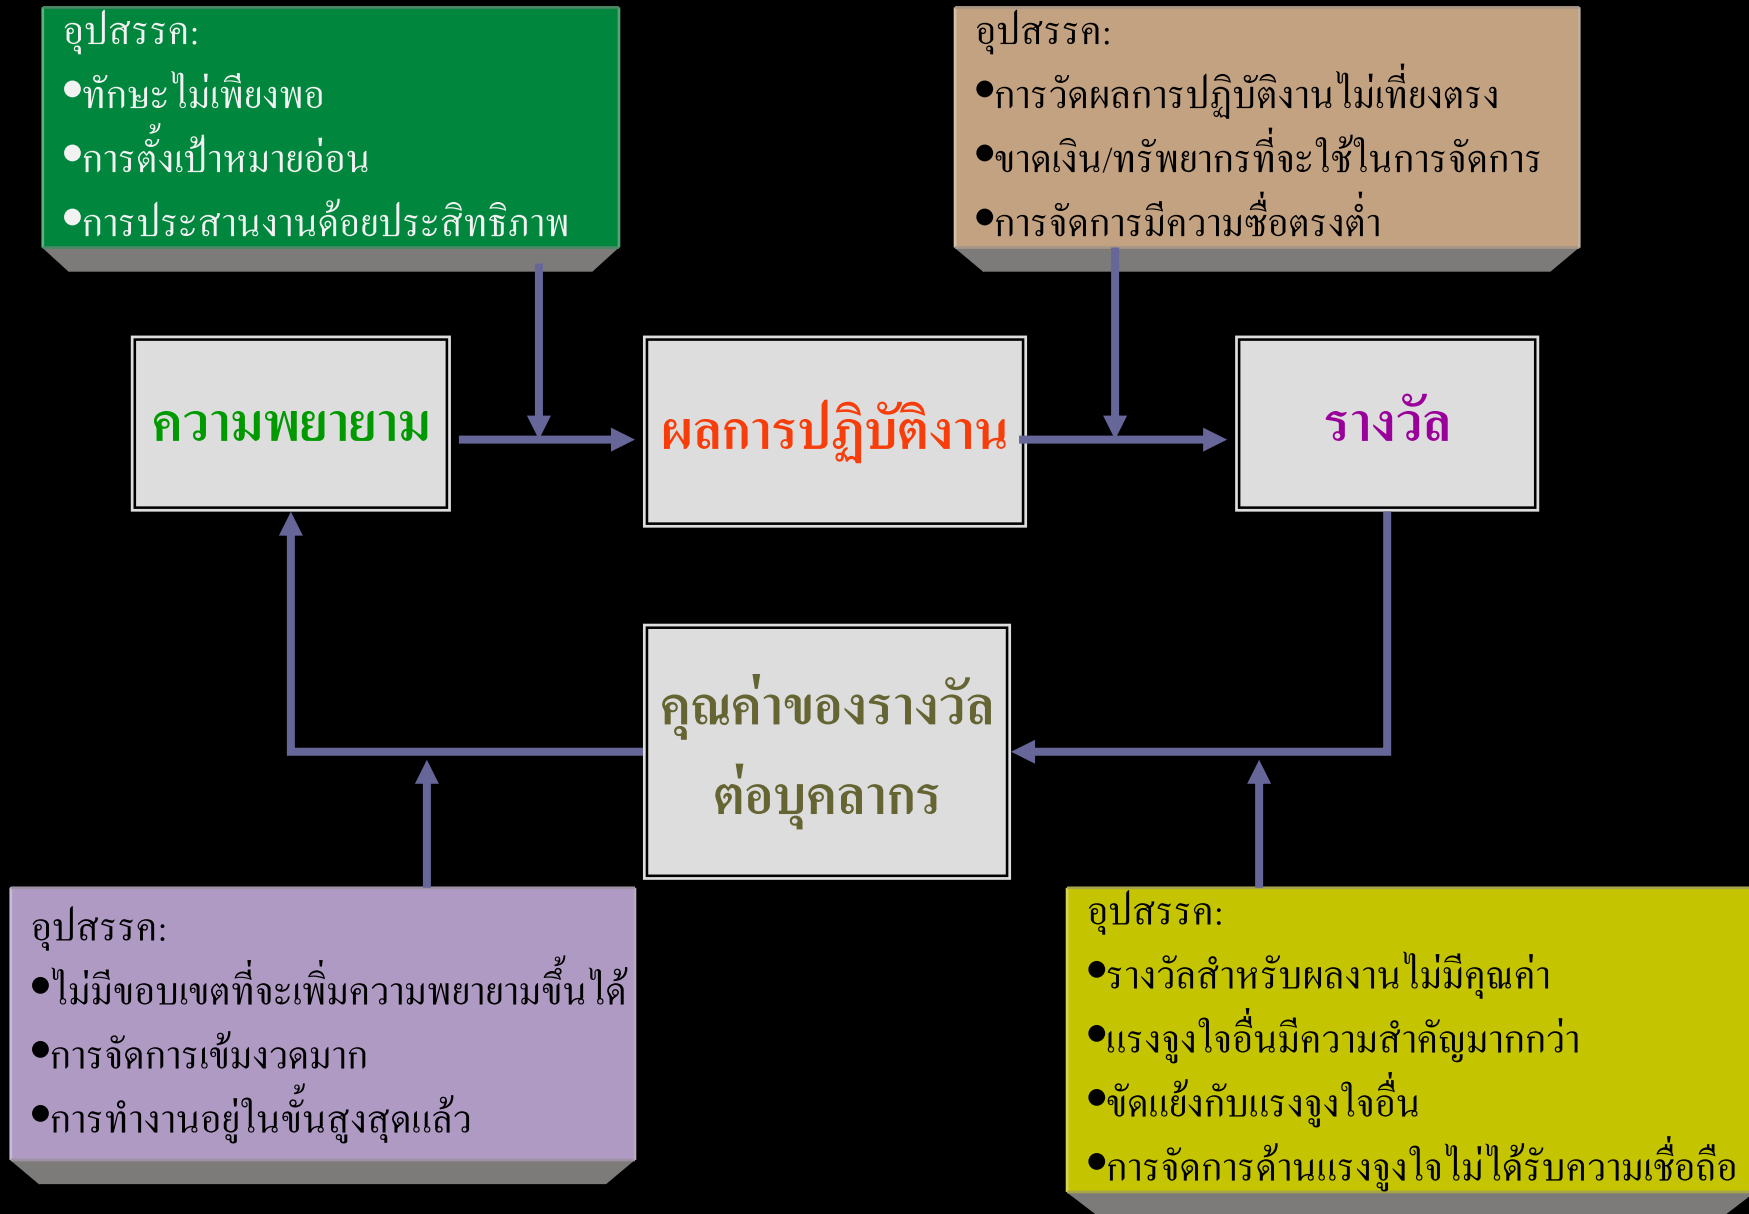 อุปสรรค:
•ทักษะไม่เพียงพอ
•การตั้งเป้าหมายอ่อน
•การประสานงานด้อยประสิทธิภาพ
อุปสรรค:
•การวัดผลการปฏิบัติงานไม่เที่ยงตรง
•ขาดเงิน/ทรัพยากรที่จะใช้ในการจัดการ
•การจัดการมีความซื่อตรงต่ำ
ความพยายาม
ผลการปฏิบัติงาน
รางวัล
คุณค่าของรางวัล
ต่อบุคลากร
อุปสรรค:
•ไม่มีขอบเขตที่จะเพิ่มความพยายามขึ้นได้
•การจัดการเข้มงวดมาก
•การทำงานอยู่ในขั้นสูงสุดแล้ว
อุปสรรค:
•รางวัลสำหรับผลงานไม่มีคุณค่า
•แรงจูงใจอื่นมีความสำคัญมากกว่า
•ขัดแย้งกับแรงจูงใจอื่น
•การจัดการด้านแรงจูงใจไม่ได้รับความเชื่อถือ